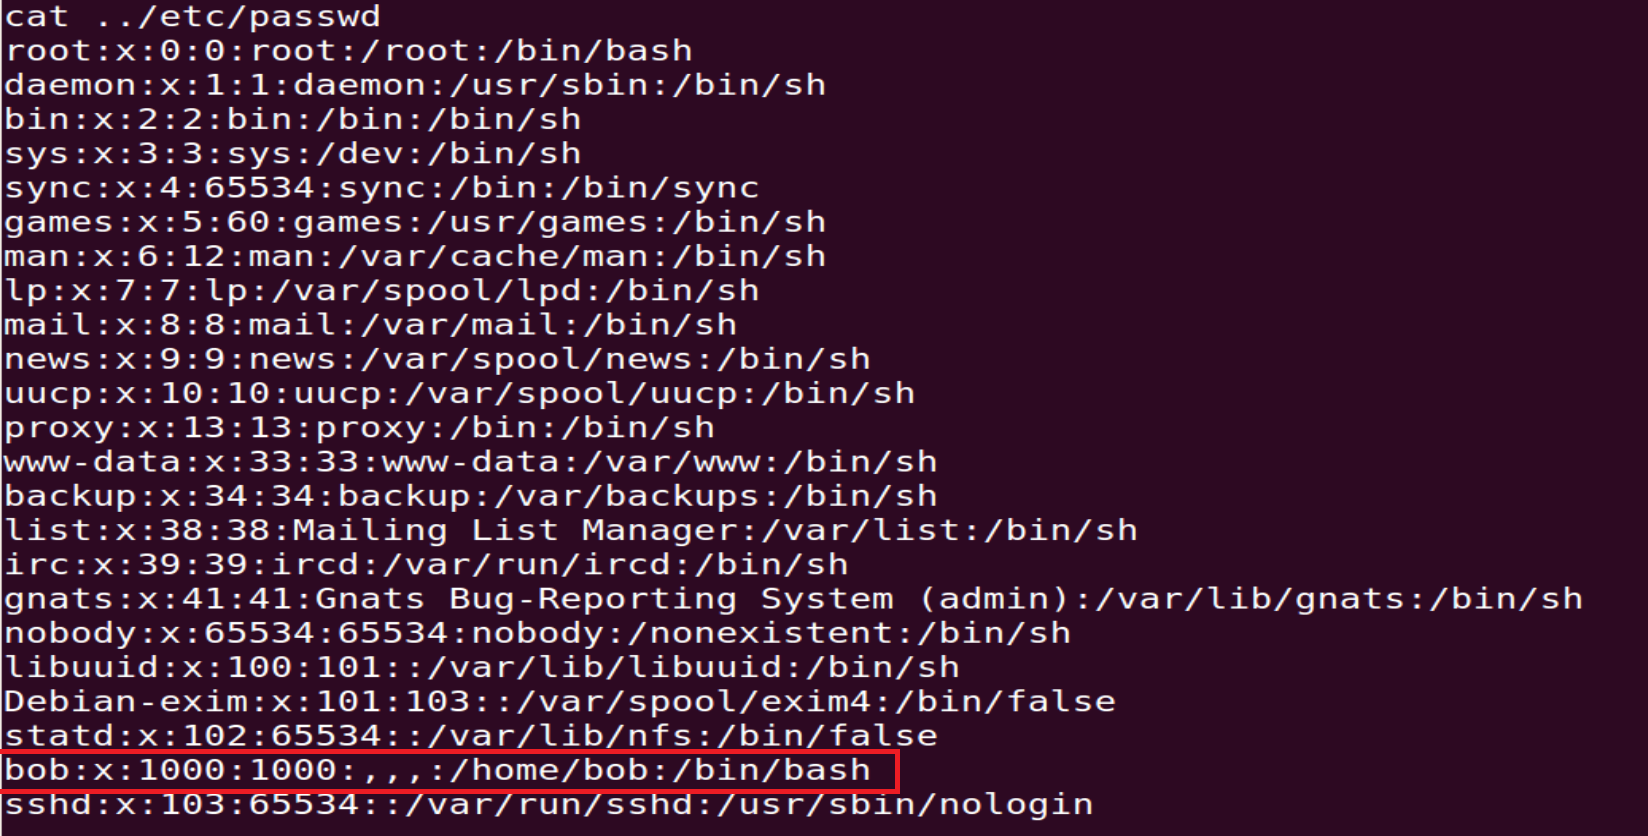 cat ../etc/passwd
root:x:0:0:root:/root:/bin/bash
daemon:x:1:1:daemon:/usr/sbin:/bin/sh
bin:x:2:2:bin:/bin:/bin/sh
sys:x:3:3:sys:/dev:/bin/sh
sync:x:4:65534:sync:/bin:/bin/sync
games:x:5:60:games:/usr/games:/bin/sh
man:x:6:12:man:/var/cache/man:/bin/sh
lp:x:7:7:lp:/var/spool/lpd:/bin/sh
mail:x:8:8:mail:/var/mail:/bin/sh
news:x:9:9:news:/var/spool/news:/bin/sh
uucp:x:10:10:uucp:/var/spool/uucp:/bin/sh
proxy:x:13:13:proxy:/bin:/bin/sh
www-data:x:33:33:www-data:/var/www:/bin/sh
backup:x:34:34:backup:/var/backups:/bin/sh
list:x:38:38:Mailing List Manager:/var/list:/bin/sh
irc:x:39:39:ircd:/var/run/ircd:/bin/sh
gnats:x:41:41:Gnats Bug-Reporting System (admin):/var/lib/gnats:/bin/sh
nobody:x:65534:65534:nobody:/nonexistent:/bin/sh
libuuid:x:100:101::/var/lib/libuuid:/bin/sh
Debian-exim:x:101:103::/var/spool/exim4:/bin/false
statd:x:102:65534::/var/lib/nfs:/bin/false
bob:x:1000:1000:,,,:/home/bob:/bin/bash
sshd:x:103:65534::/var/run/sshd:/usr/sbin/nologin